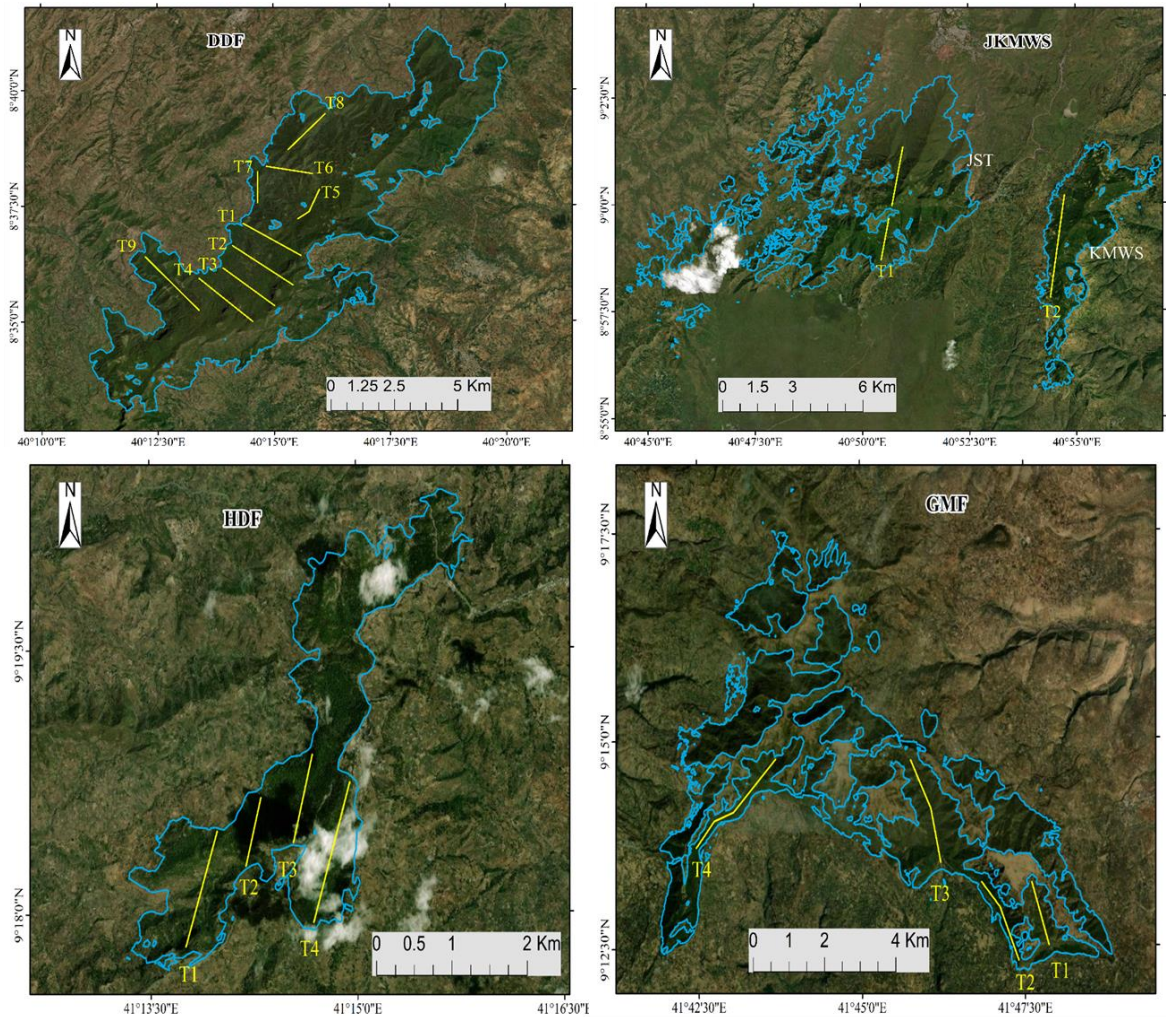 DDF
N
8°40'0"N
8°37'30"N
8°35'0"N
T8
T7
T6
T5
T1
T2
T3
T4
T9
0 1.25 2.5 5 Km
40°10'0"E 40°12'30"E 40°15'0"E 40°17'30"E 40°20'0"E
JKMWS
N
9°2'30"N
9°0'0"N
8°57'30"N
8°55'0"N
JST
KMWS
T1
T2
0 1.5 3 6 Km
40°45'0"E 40°47'30"E 40°50'0"E 40°52'30"E 40°55'0"E
HDF
N
9°19'30"N
9°18'0"N
T1
T2
T3
T4
0 0.5 1 2 Km
41°13'30"E 41°15'0"E 41°16'30"E
GMF
N
9°17'30"N
9°15'0"N
9°12'30"N
T4
T3
T1
T2
0 1 2 4 Km
41°42'30"E 41°45'0"E 41°47'30"E